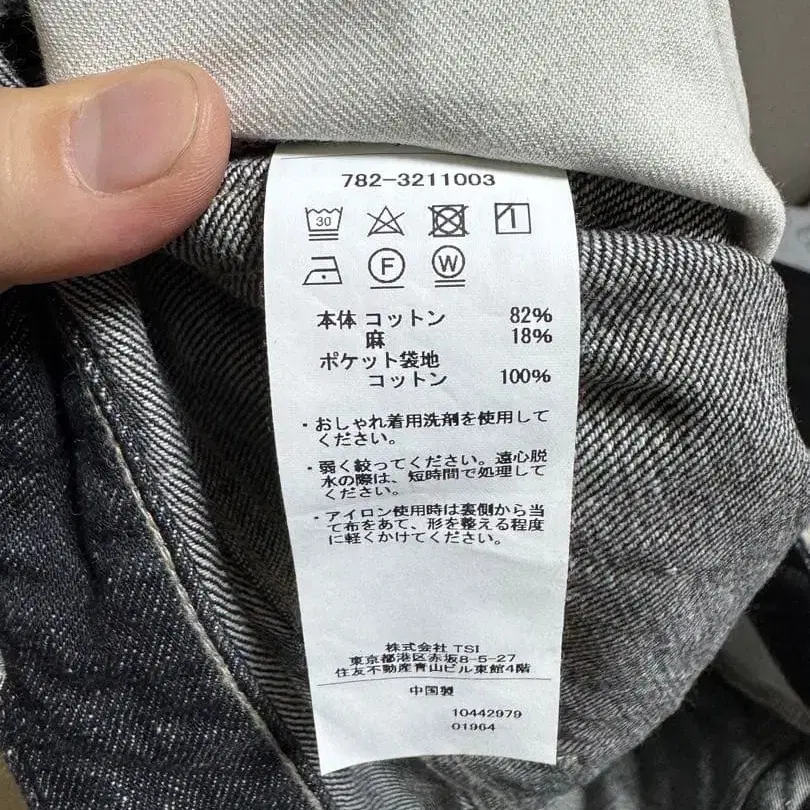 782-3211003
30
F W
本体 コットン 82%
麻 18%
ポケット袋地
コットン 100%
・おしゃれ着用洗剤を使用して
ください。
・弱く絞ってください。遠心脱
水の際は、短時間で処理して
ください。
・アイロン使用時は裏側から当
て布をあて、形を整える程度
に軽くかけてください。
株式会社 TSI
東京都港区赤坂8-5-27
住友不動産青山ビル東館4階
中国製
10442979
01964